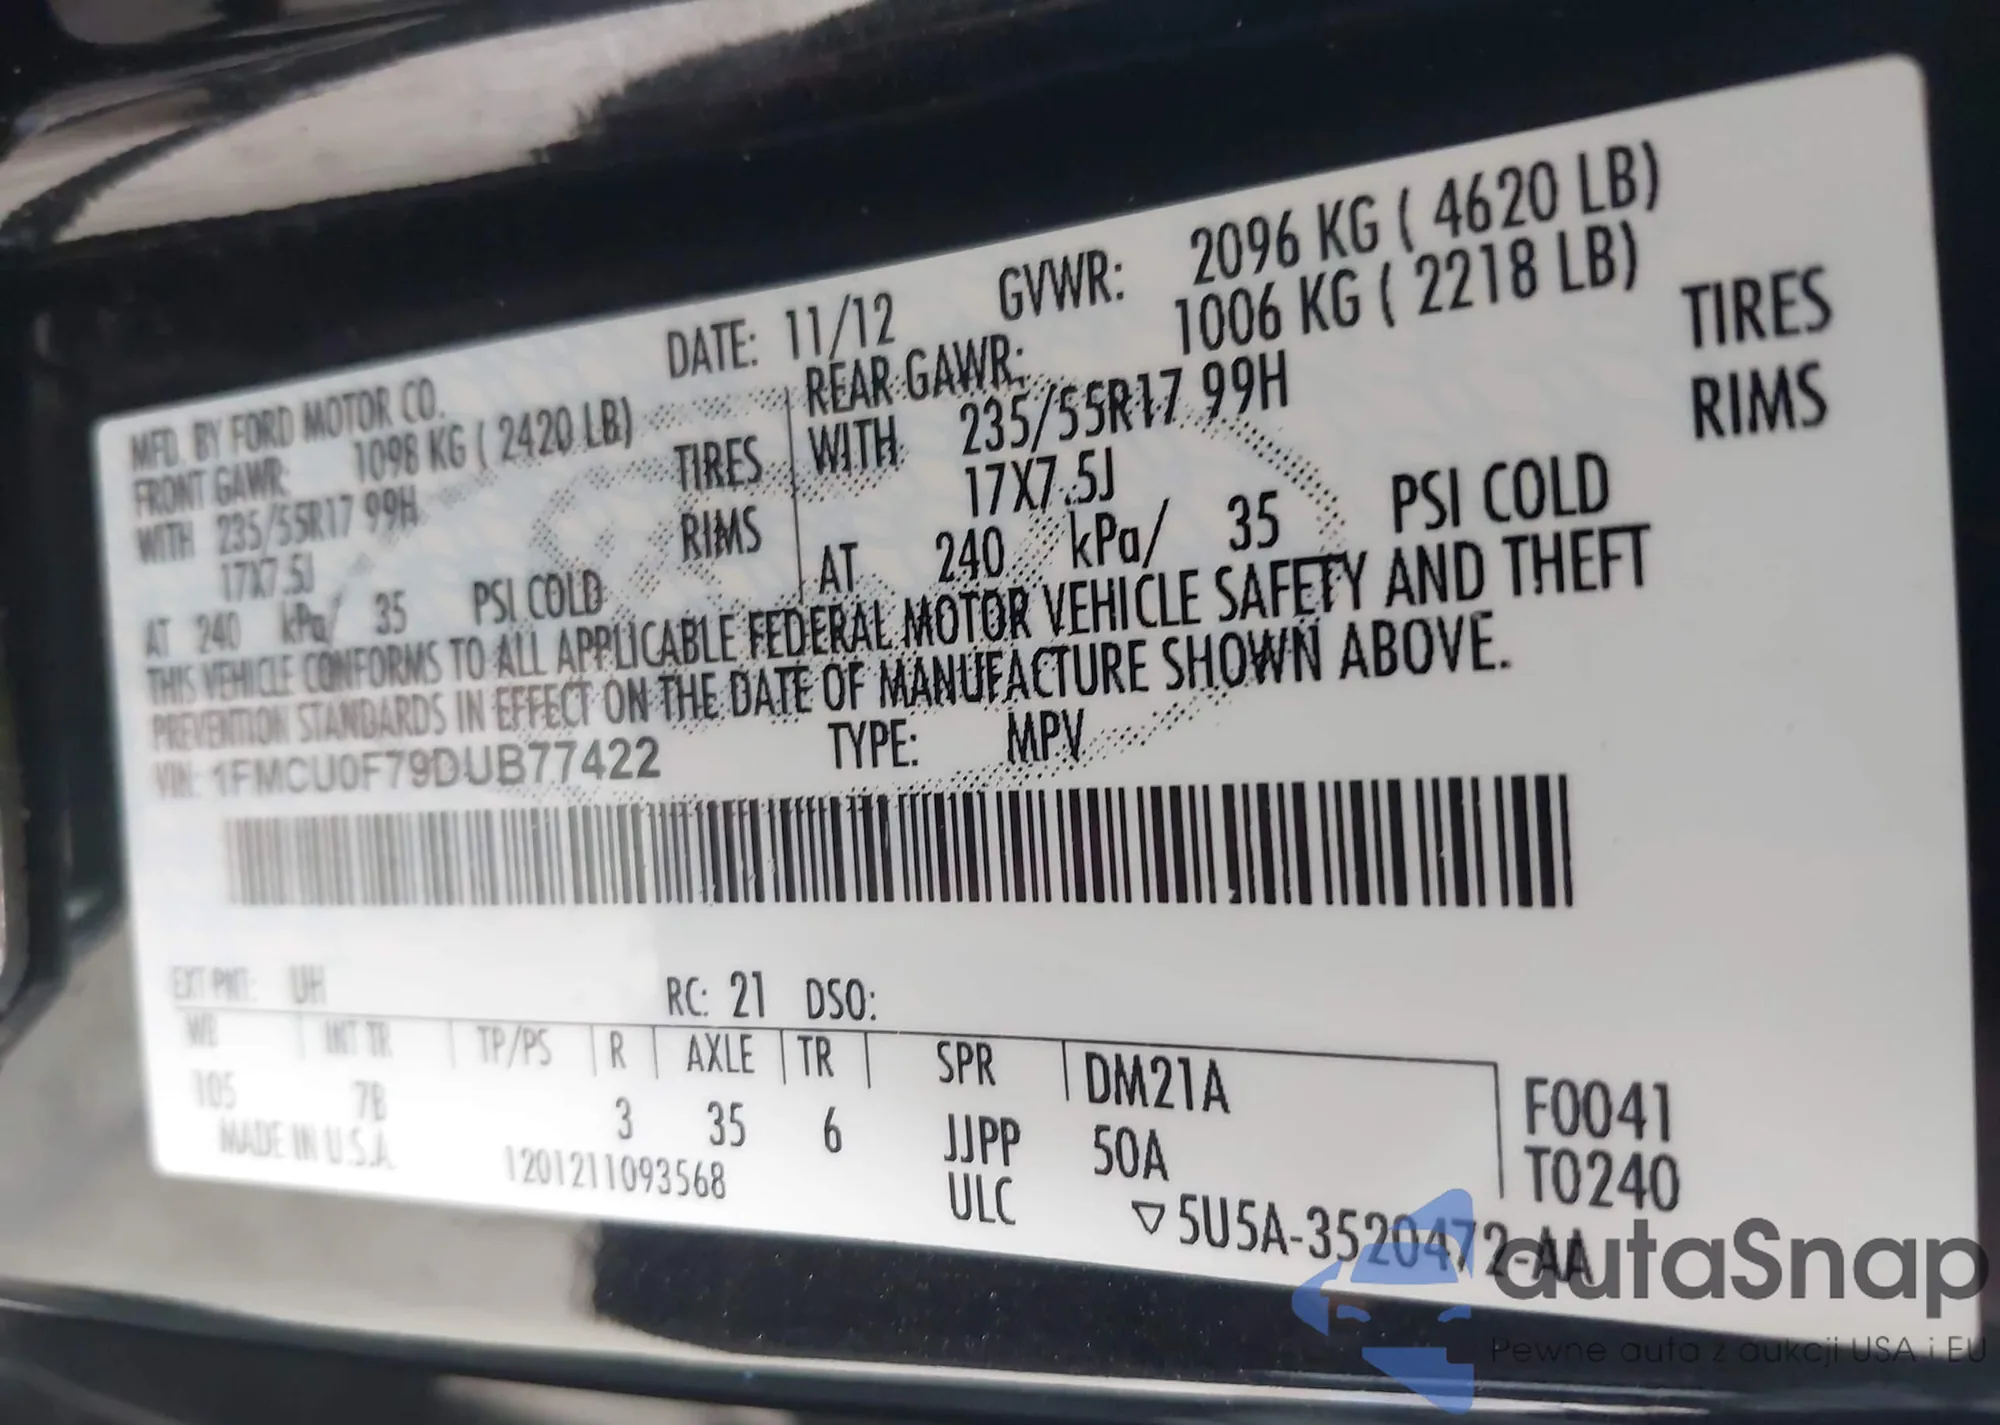 MFD. BY FORD MOTOR CO. DATE: 11/12 GVWR: 2096 KG ( 4620 LB)
FRONT GAWR: 1098 KG ( 2420 LB) REAR GAWR: 1006 KG ( 2218 LB)
WITH 235/55R17 99H TIRES WITH 235/55R17 99H TIRES
17X7.5J RIMS 17X7.5J RIMS
AT 240 kPa/ 35 PSI COLD AT 240 kPa/ 35 PSI COLD
THIS VEHICLE CONFORMS TO ALL APPLICABLE FEDERAL MOTOR VEHICLE SAFETY AND THEFT
PREVENTION STANDARDS IN EFFECT ON THE DATE OF MANUFACTURE SHOWN ABOVE.
VIN: 1FMCU0F79DUB77422 TYPE: MPV
EXT PNT: UH RC: 21 DSO:
WB INT TR TP/PS R AXLE TR SPR DM21A F0041
105 7B 3 35 6 JJPP 50A T0240
MADE IN U.S.A. 1201211093568 ULC ▽5U5A-3520472-AA
autaSnap
Pewne auta z aukcji USA i EU